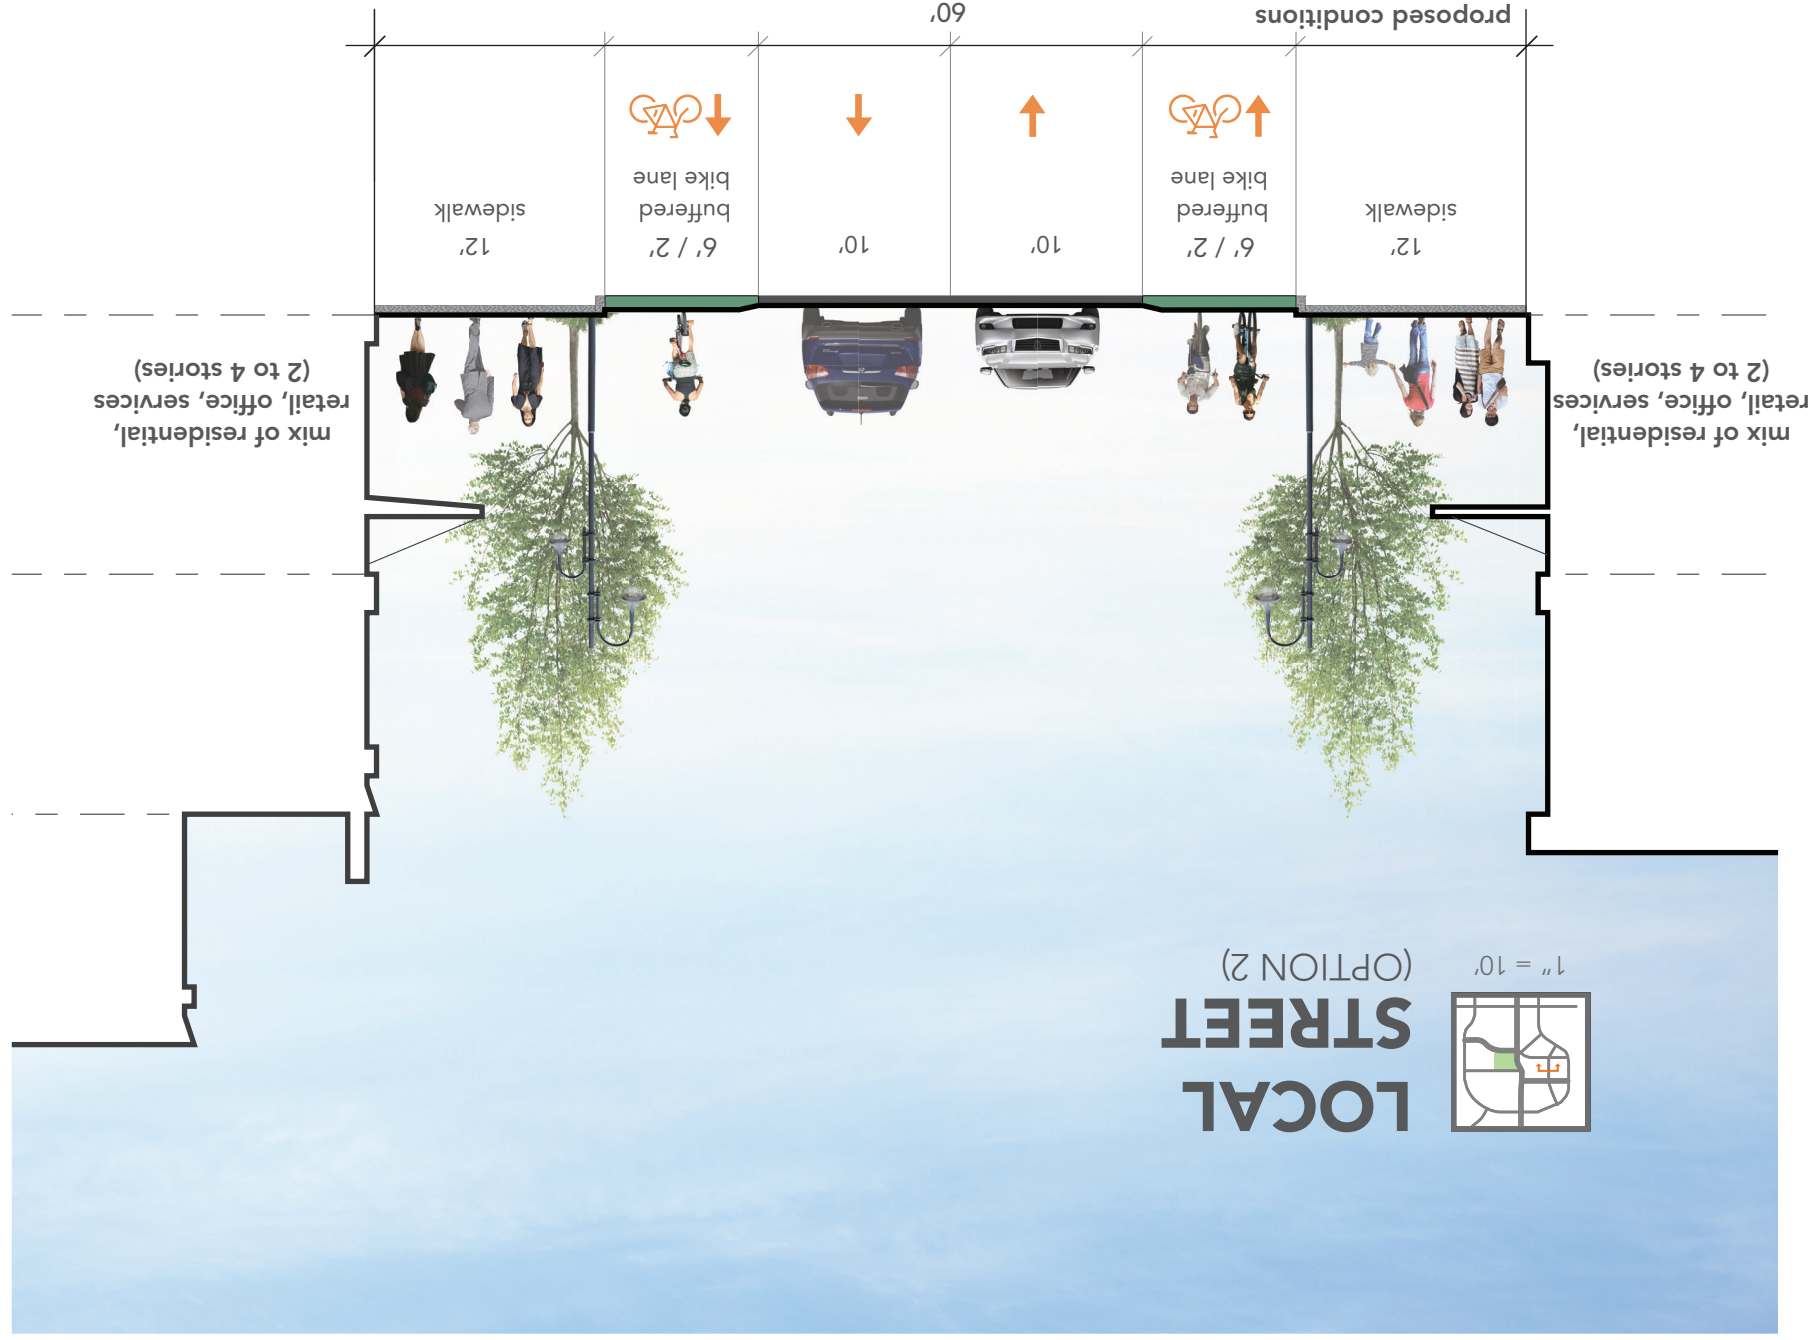 LOCAL
STREET
(OPTION 2)
1" = 10'
mix of residential,
retail, office, services
(2 to 4 stories)
mix of residential,
retail, office, services
(2 to 4 stories)
12'
sidewalk
6' / 2'
buffered
bike lane
10'
10'
6' / 2'
buffered
bike lane
12'
sidewalk
proposed conditions
60'